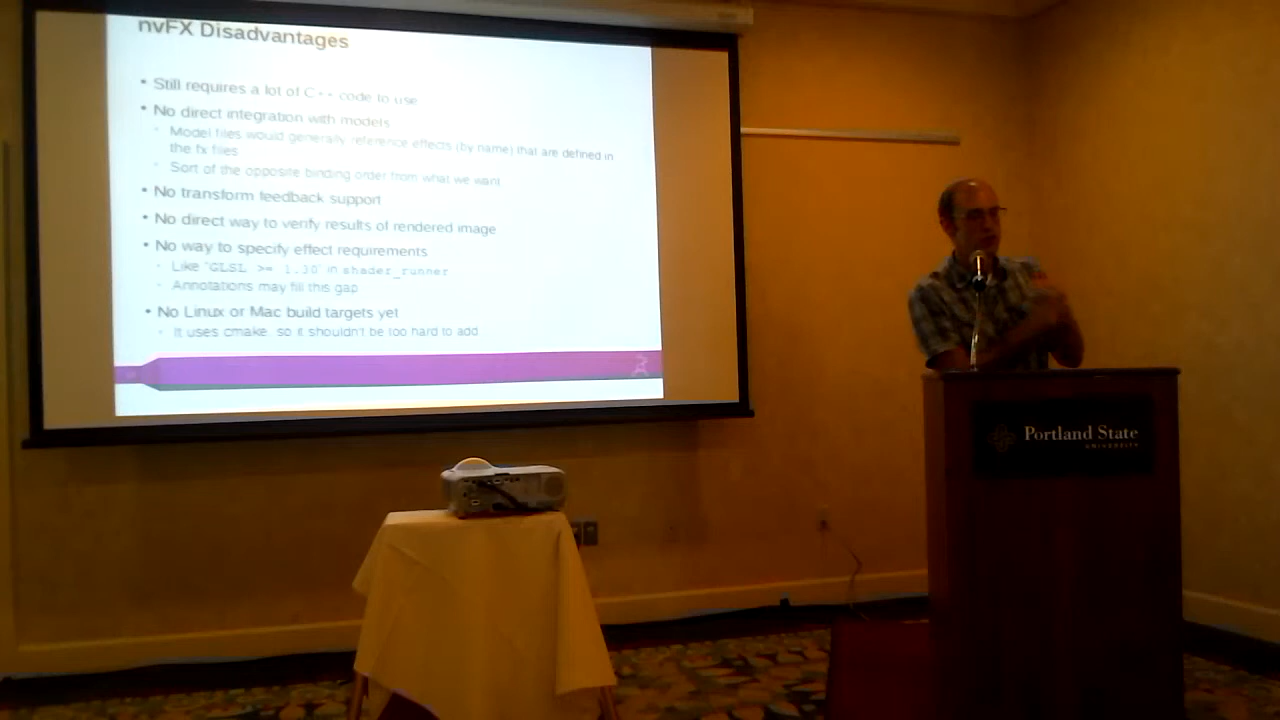 nvFX Disadvantages
• Still requires a lot of C++ code to use
• No direct integration with models
• Model files would generally reference effects (by name) that are defined in
the fx files
• Sort of the opposite binding order from what we want
• No transform feedback support
• No direct way to verify results of rendered image
• No way to specify effect requirements
• Like "GLSL >= 1.30" in shader_runner
• Annotations may fill this gap
• No Linux or Mac build targets yet
• It uses cmake, so it shouldn't be too hard to add
Portland State
UNIVERSITY